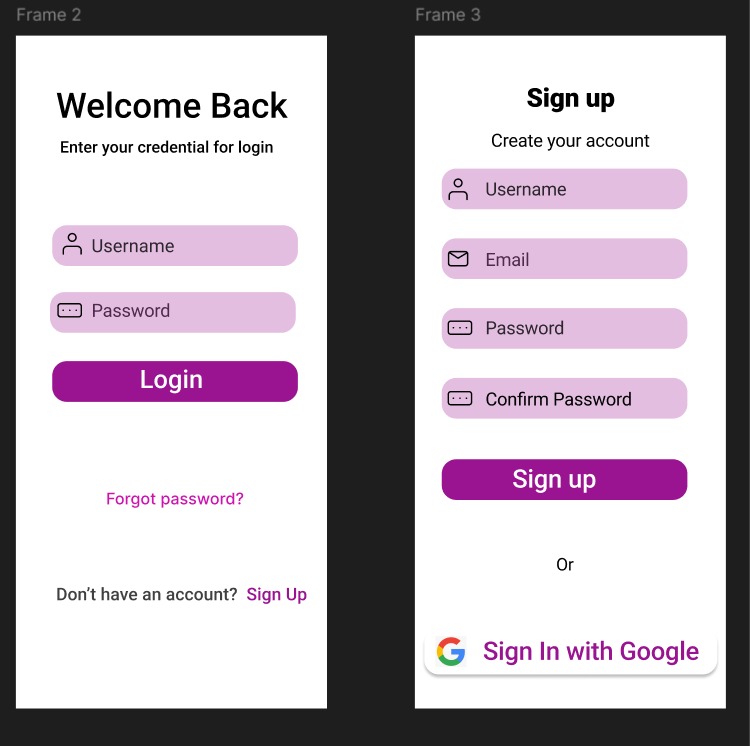 Frame 2
Welcome Back
Enter your credential for login
Username
Password
Login
Forgot password?
Don't have an account? Sign Up
Frame 3
Sign up
Create your account
Username
Email
Password
Confirm Password
Sign up
Or
Sign In with Google